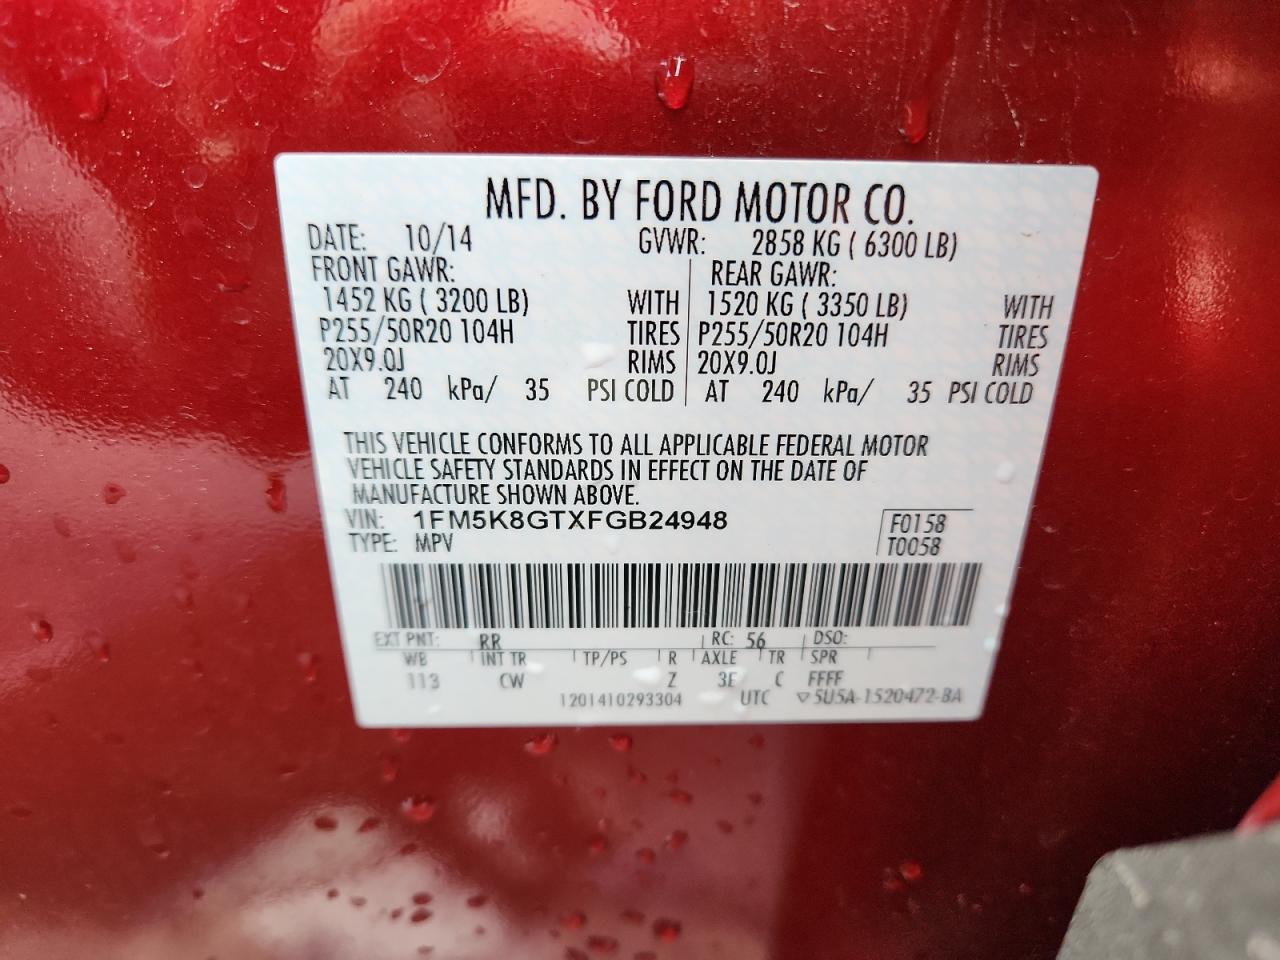 MFD. BY FORD MOTOR CO.
DATE: 10/14 GVWR: 2858 KG ( 6300 LB)
FRONT GAWR: REAR GAWR:
1452 KG ( 3200 LB) WITH 1520 KG ( 3350 LB) WITH
P255/50R20 104H TIRES P255/50R20 104H TIRES
20X9.0J RIMS 20X9.0J RIMS
AT 240 kPa/ 35 PSI COLD AT 240 kPa/ 35 PSI COLD
THIS VEHICLE CONFORMS TO ALL APPLICABLE FEDERAL MOTOR
VEHICLE SAFETY STANDARDS IN EFFECT ON THE DATE OF
MANUFACTURE SHOWN ABOVE.
VIN: 1FM5K8GTXFGB24948 F0158
TYPE: MPV T0058
EXT PNT: RR RC: 56 DSO:
WB INT TR TP/PS R AXLE TR SPR
113 CW Z 3E C FFFF
1201410293304 UTC ▽5U5A-1520472-BA